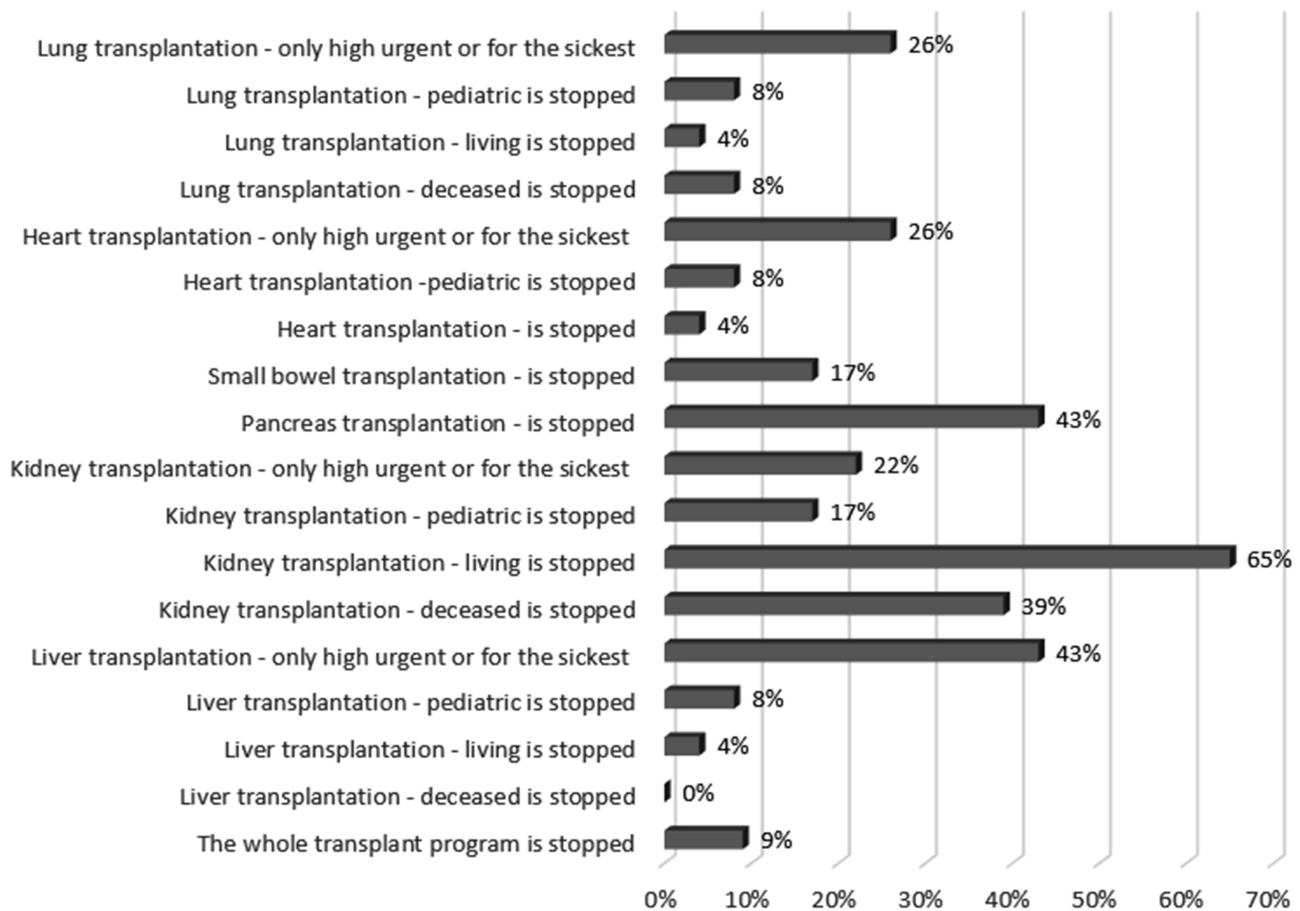 Lung transplantation - only high urgent or for the sickest 26%
Lung transplantation - pediatric is stopped 8%
Lung transplantation - living is stopped 4%
Lung transplantation - deceased is stopped 8%
Heart transplantation - only high urgent or for the sickest 26%
Heart transplantation -pediatric is stopped 8%
Heart transplantation - is stopped 4%
Small bowel transplantation - is stopped 17%
Pancreas transplantation - is stopped 43%
Kidney transplantation - only high urgent or for the sickest 22%
Kidney transplantation - pediatric is stopped 17%
Kidney transplantation - living is stopped 65%
Kidney transplantation - deceased is stopped 39%
Liver transplantation - only high urgent or for the sickest 43%
Liver transplantation - pediatric is stopped 8%
Liver transplantation - living is stopped 4%
Liver transplantation - deceased is stopped 0%
The whole transplant program is stopped 9%
0% 10% 20% 30% 40% 50% 60% 70%